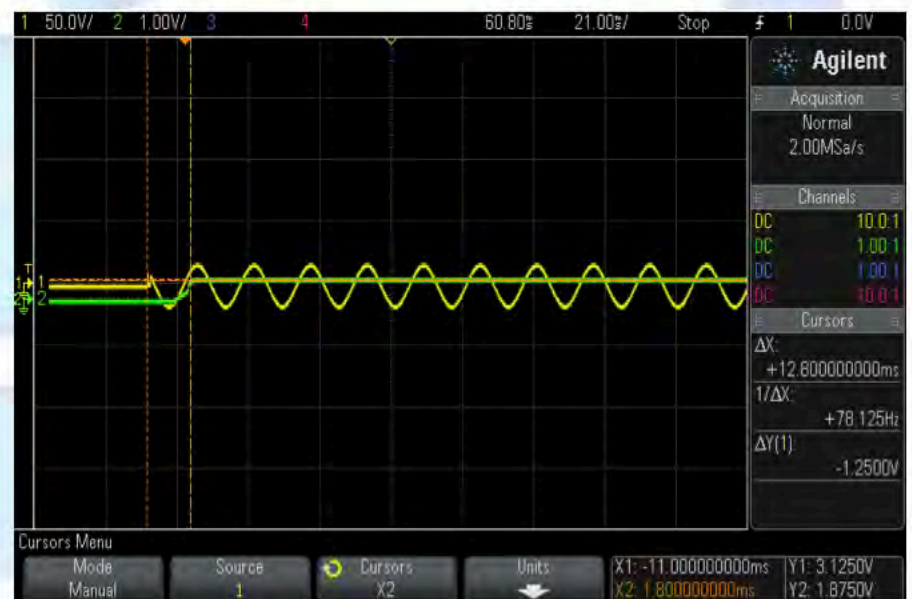 1 50.0V/ 2 1.00V/ 3 4 60.80ms 21.00ms/ Stop 1 0.0V
Agilent
Acquisition
Normal
2.00MSa/s
Channels
DC 10.0:1
DC 1.00:1
DC 1.00:1
DC 10.0:1
Cursors
ΔX:
+12.800000000ms
1/ΔX:
+78.125Hz
ΔY(1):
-1.2500V
T
1
2
Cursors Menu
Mode Source Cursors Units X1: -11.000000000ms Y1: 3.1250V
Manual 1 X2 X2: 1.800000000ms Y2: 1.8750V